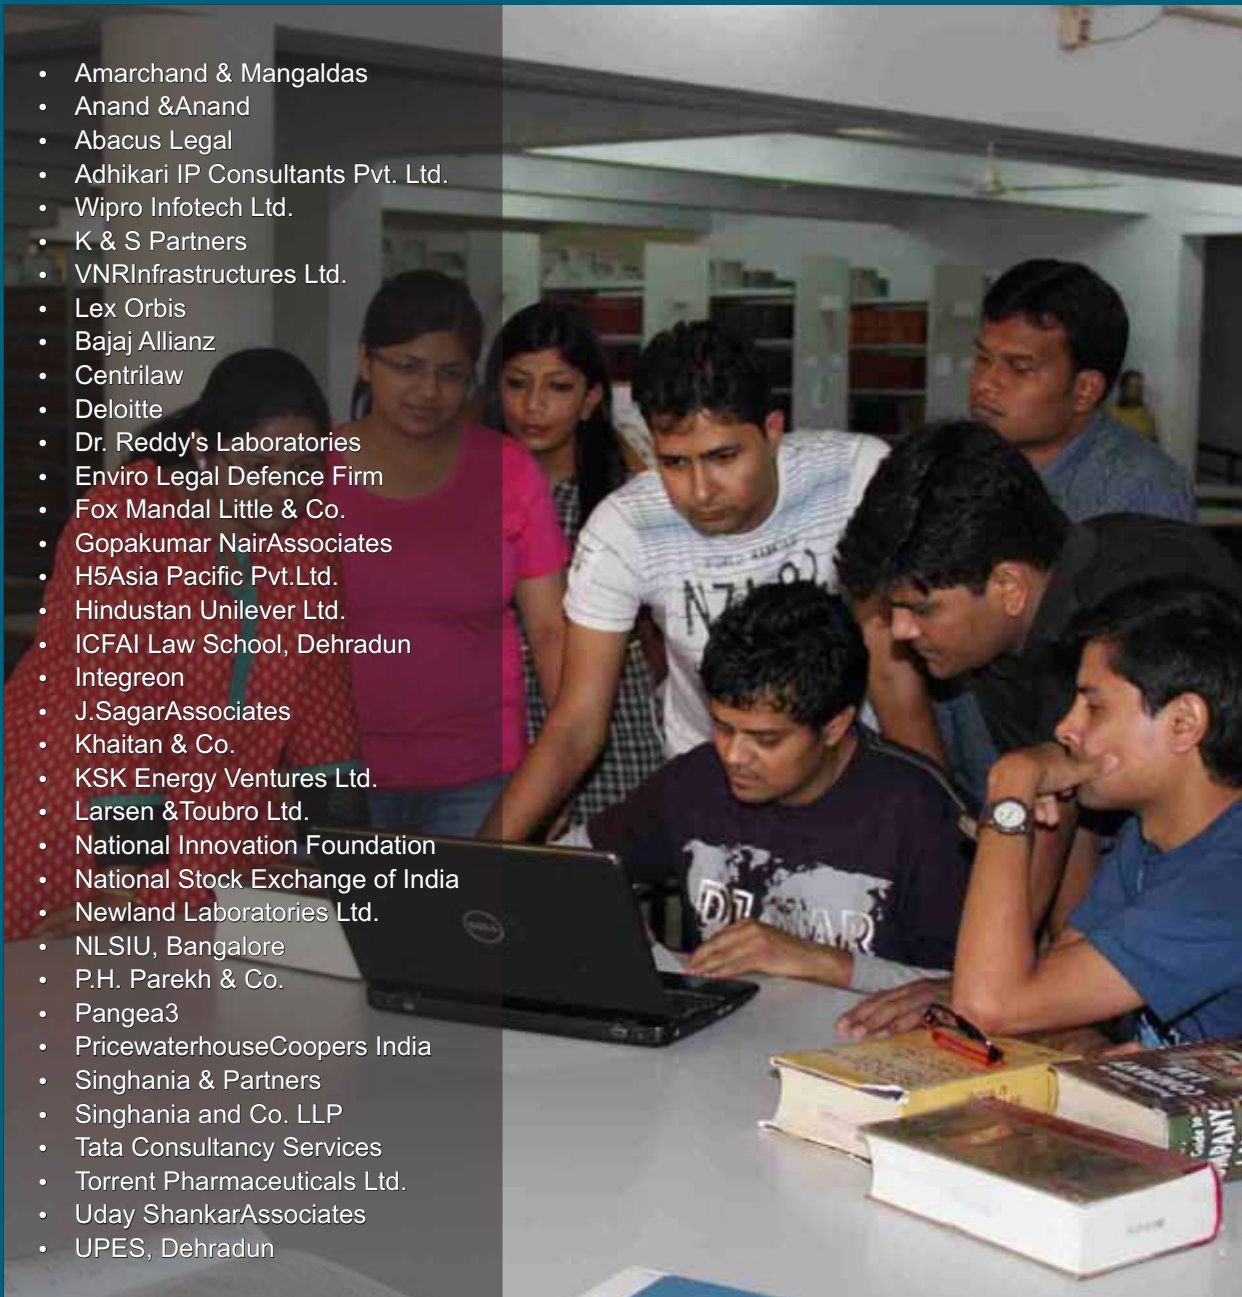 • Amarchand & Mangaldas
• Anand &Anand
• Abacus Legal
• Adhikari IP Consultants Pvt. Ltd.
• Wipro Infotech Ltd.
• K & S Partners
• VNRInfrastructures Ltd.
• Lex Orbis
• Bajaj Allianz
• Centrilaw
• Deloitte
• Dr. Reddy's Laboratories
• Enviro Legal Defence Firm
• Fox Mandal Little & Co.
• Gopakumar NairAssociates
• H5Asia Pacific Pvt.Ltd.
• Hindustan Unilever Ltd.
• ICFAI Law School, Dehradun
• Integreon
• J.SagarAssociates
• Khaitan & Co.
• KSK Energy Ventures Ltd.
• Larsen &Toubro Ltd.
• National Innovation Foundation
• National Stock Exchange of India
• Newland Laboratories Ltd.
• NLSIU, Bangalore
• P.H. Parekh & Co.
• Pangea3
• PricewaterhouseCoopers India
• Singhania & Partners
• Singhania and Co. LLP
• Tata Consultancy Services
• Torrent Pharmaceuticals Ltd.
• Uday ShankarAssociates
• UPES, Dehradun
DELL
COMPANY
Guide to